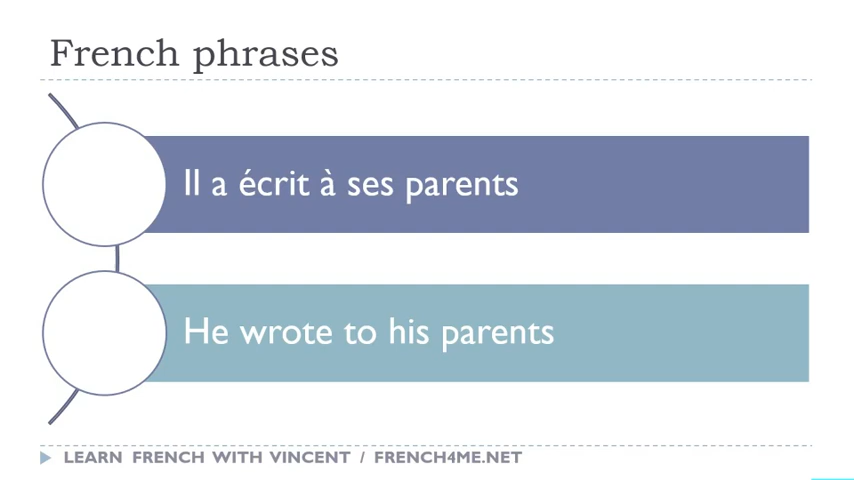 French phrases
Il a écrit à ses parents
He wrote to his parents
LEARN FRENCH WITH VINCENT / FRENCH4ME.NET